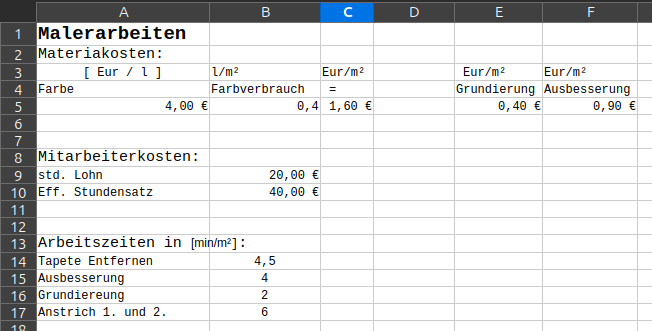 A B C D E F
1 Malerarbeiten
2 Materiakosten:
3 [ Eur / l ] l/m² Eur/m² Eur/m² Eur/m²
4 Farbe Farbverbrauch = Grundierung Ausbesserung
5 4,00 € 0,4 1,60 € 0,40 € 0,90 €
6
7
8 Mitarbeiterkosten:
9 std. Lohn 20,00 €
10 Eff. Stundensatz 40,00 €
11
12
13 Arbeitszeiten in [min/m²]:
14 Tapete Entfernen 4,5
15 Ausbesserung 4
16 Grundiereung 2
17 Anstrich 1. und 2. 6
18